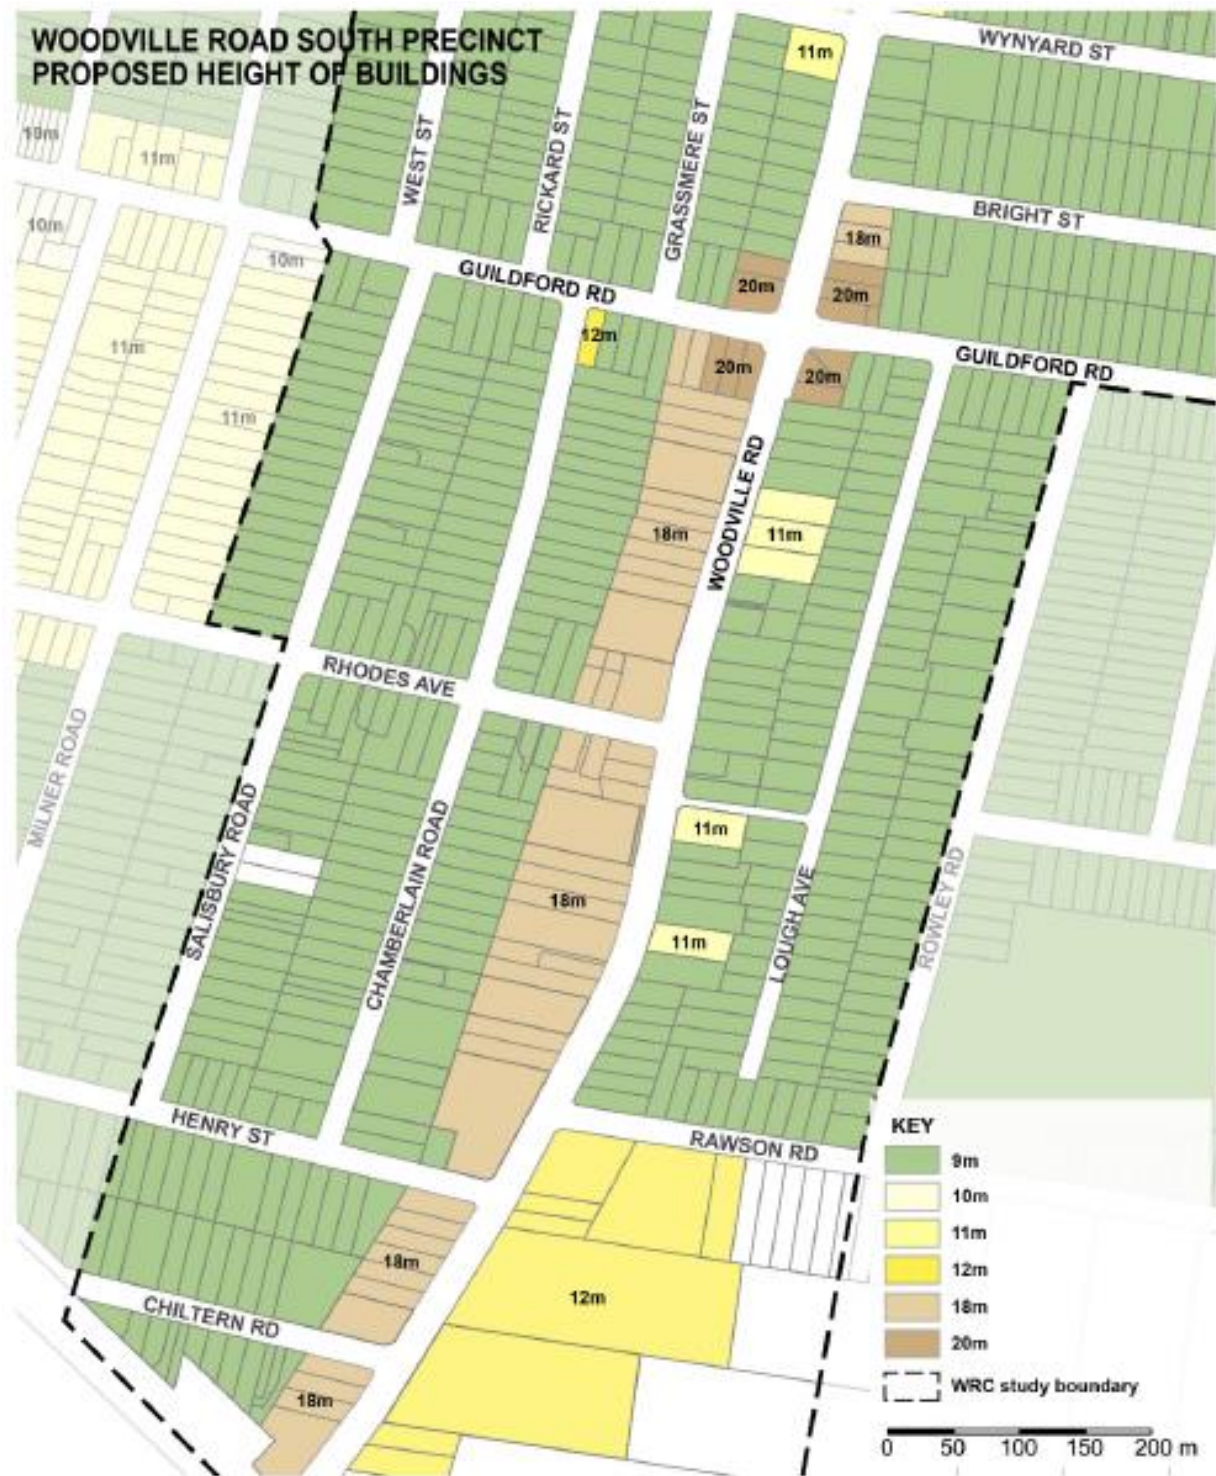 WOODVILLE ROAD SOUTH PRECINCT
PROPOSED HEIGHT OF BUILDINGS
WYNYARD ST
11m
10m
11m
WEST ST
RICKARD ST
GRASSMERE ST
BRIGHT ST
10m
18m
10m
GUILDFORD RD
20m
20m
12m
11m
GUILDFORD RD
20m
20m
11m
WOODVILLE RD
18m
11m
RHODES AVE
MILNER ROAD
SALISBURY ROAD
CHAMBERLAIN ROAD
11m
18m
LOUGH AVE
ROWLEY RD
11m
HENRY ST
RAWSON RD
KEY
9m
10m
11m
12m
18m
20m
WRC study boundary
0 50 100 150 200 m
18m
12m
CHILTERN RD
18m